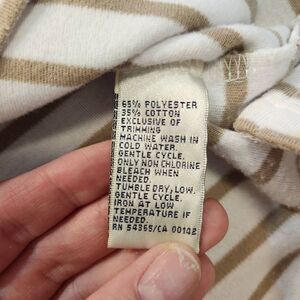 65% POLYESTER
35% COTTON
EXCLUSIVE OF
TRIMMING
MACHINE WASH IN
COLD WATER.
GENTLE CYCLE.
ONLY NON CHLORINE
BLEACH WHEN
NEEDED.
TUMBLE DRY, LOW.
GENTLE CYCLE.
IRON AT LOW
TEMPERATURE IF
NEEDED.
RN 54365/CA 00142